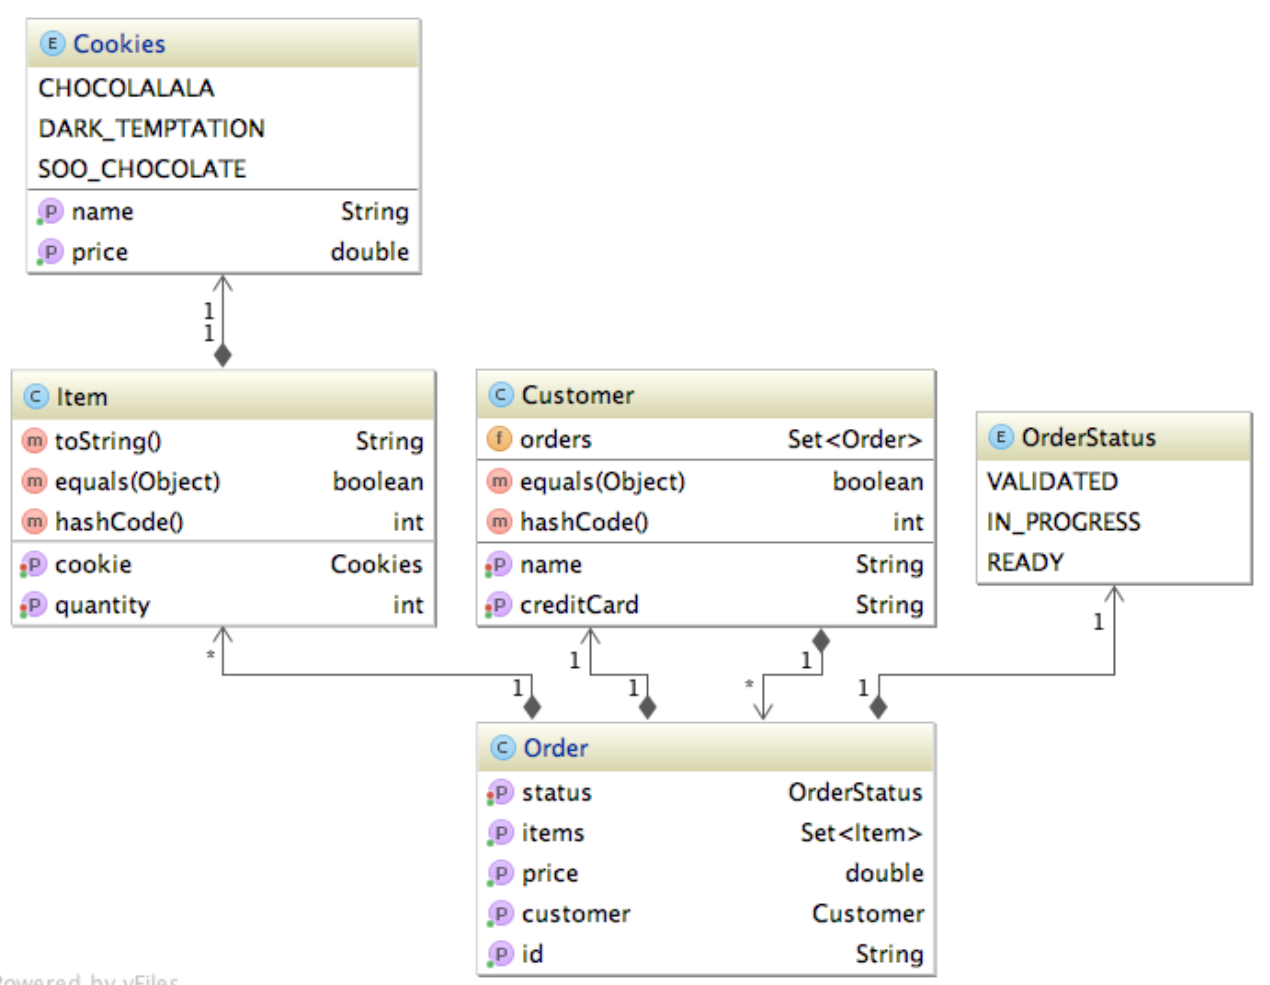 E Cookies
CHOCOLALALA
DARK_TEMPTATION
SOO_CHOCOLATE
P name String
P price double
1
1
C Item
m toString() String
m equals(Object) boolean
m hashCode() int
P cookie Cookies
P quantity int
C Customer
f orders Set<Order>
m equals(Object) boolean
m hashCode() int
P name String
P creditCard String
E OrderStatus
VALIDATED
IN_PROGRESS
READY
* 1 1 1 * 1 1 1
C Order
P status OrderStatus
P items Set<Item>
P price double
P customer Customer
P id String
Powered by yFiles